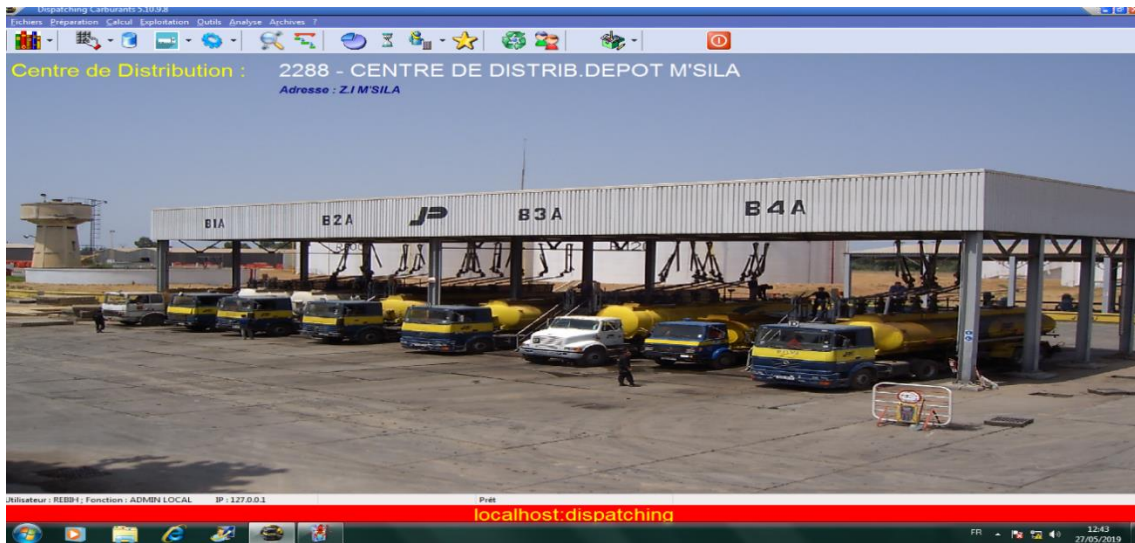 Dispatching Carburants 5.10.9.8
Fichiers Préparation Calcul Exploitation Outils Analyse Archives ?
Centre de Distribution : 2288 - CENTRE DE DISTRIB.DEPOT M'SILA
Adresse : Z.I M'SILA
B1A B2A B3A B4A
Utilisateur : REBIH ; Fonction : ADMIN LOCAL IP : 127.0.0.1 Prêt
localhost:dispatching
FR 12:43
27/05/2019